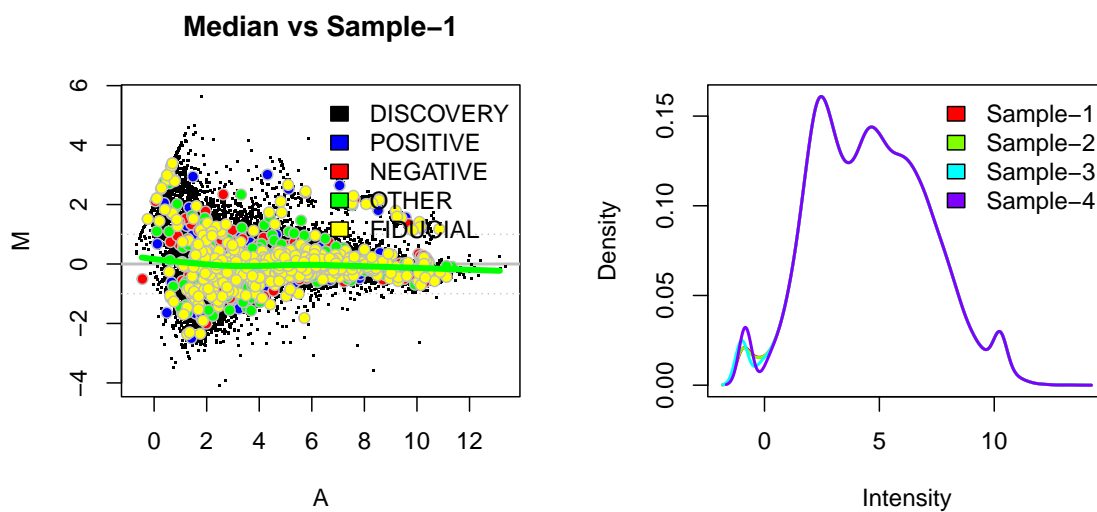 Median vs Sample−1
M
6
4
2
0
−2
−4
DISCOVERY
POSITIVE
NEGATIVE
OTHER
FIDUCIAL
0 2 4 6 8 10 12
A
Density
0.15
0.10
0.05
0.00
Sample−1
Sample−2
Sample−3
Sample−4
0 5 10
Intensity